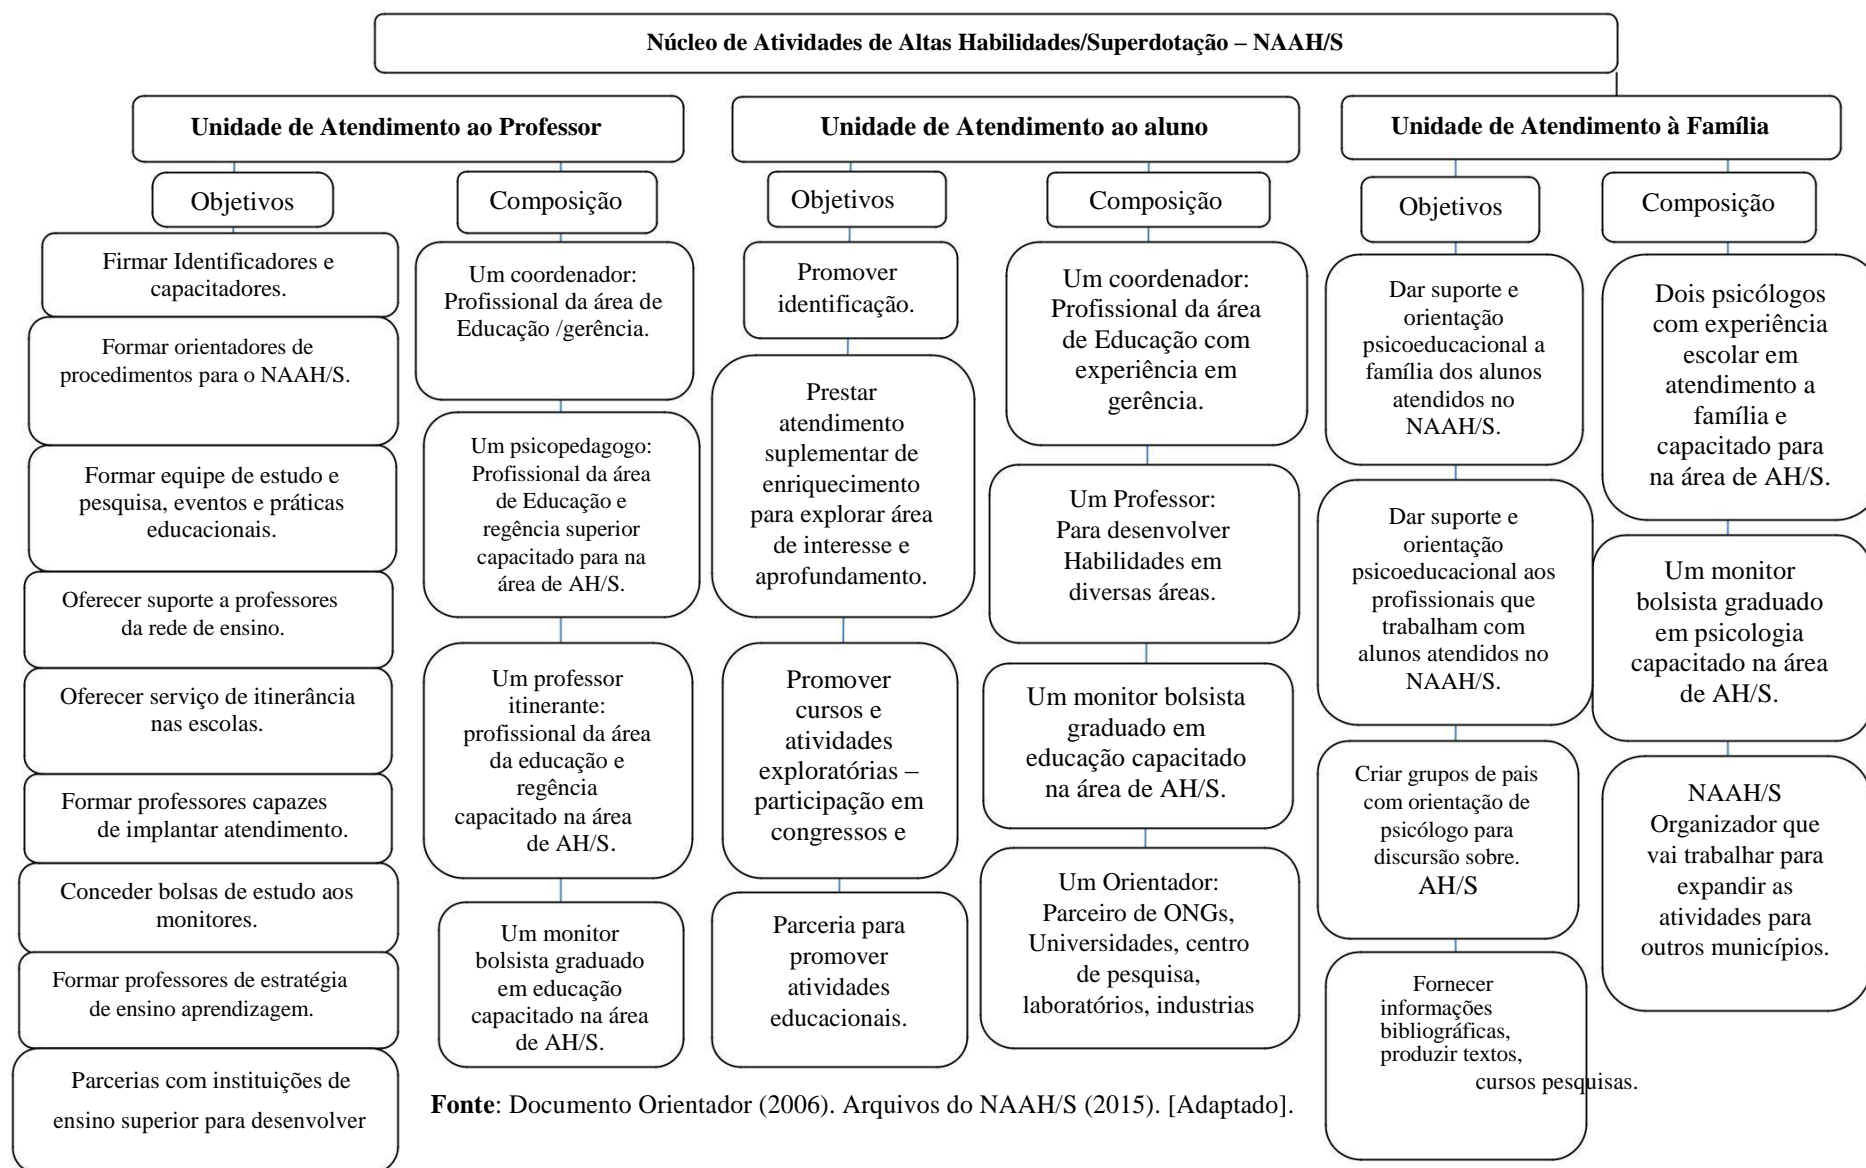 Núcleo de Atividades de Altas Habilidades/Superdotação – NAAH/S
Unidade de Atendimento ao Professor
Objetivos
Firmar Identificadores e
capacitadores.
Formar orientadores de
procedimentos para o NAAH/S.
Formar equipe de estudo e
pesquisa, eventos e práticas
educacionais.
Oferecer suporte a professores
da rede de ensino.
Oferecer serviço de itinerância
nas escolas.
Formar professores capazes
de implantar atendimento.
Conceder bolsas de estudo aos
monitores.
Formar professores de estratégia
de ensino aprendizagem.
Parcerias com instituições de
ensino superior para desenvolver
Composição
Um coordenador:
Profissional da área de
Educação /gerência.
Um psicopedagogo:
Profissional da área
de Educação e
regência superior
capacitado para na
área de AH/S.
Um professor
itinerante:
profissional da área
da educação e
regência
capacitado na área
de AH/S.
Um monitor
bolsista graduado
em educação
capacitado na área
de AH/S.
Unidade de Atendimento ao aluno
Objetivos
Promover
identificação.
Prestar
atendimento
suplementar de
enriquecimento
para explorar área
de interesse e
aprofundamento.
Promover
cursos e
atividades
exploratórias –
participação em
congressos e
Parceria para
promover
atividades
educacionais.
Composição
Um coordenador:
Profissional da área
de Educação com
experiência em
gerência.
Um Professor:
Para desenvolver
Habilidades em
diversas áreas.
Um monitor bolsista
graduado em
educação capacitado
na área de AH/S.
Um Orientador:
Parceiro de ONGs,
Universidades, centro
de pesquisa,
laboratórios, industrias
Unidade de Atendimento à Família
Objetivos
Dar suporte e
orientação
psicoeducacional a
família dos alunos
atendidos no
NAAH/S.
Dar suporte e
orientação
psicoeducacional aos
profissionais que
trabalham com
alunos atendidos no
NAAH/S.
Criar grupos de pais
com orientação de
psicólogo para
discursão sobre.
AH/S
Fornecer
informações
bibliográficas,
produzir textos,
cursos pesquisas.
Composição
Dois psicólogos
com experiência
escolar em
atendimento a
família e
capacitado para
na área de AH/S.
Um monitor
bolsista graduado
em psicologia
capacitado na área
de AH/S.
NAAH/S
Organizador que
vai trabalhar para
expandir as
atividades para
outros municípios.
Fonte: Documento Orientador (2006). Arquivos do NAAH/S (2015). [Adaptado].